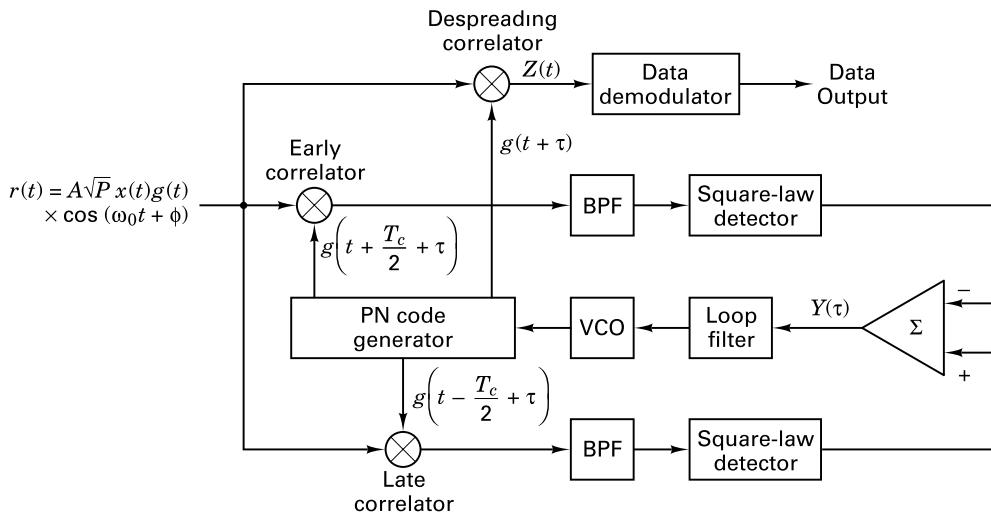 Despreading
correlator
Z(t)
Data
demodulator
Data
Output
g(t + τ)
Early
correlator
r(t) = A√P x(t)g(t)
× cos (ω₀t + ϕ)
BPF
Square-law
detector
g(t + T_c/2 + τ)
PN code
generator
VCO
Loop
filter
Y(τ)
Σ
−
+
g(t − T_c/2 + τ)
BPF
Square-law
detector
Late
correlator